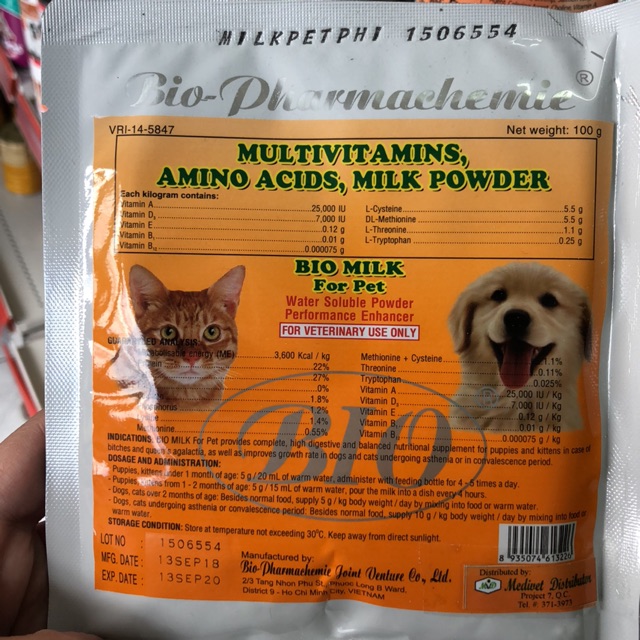 MILKPETPHI 1506554
Bio-Pharmachemie®
VRI-14-5847
Net weight: 100 g
MULTIVITAMINS,
AMINO ACIDS, MILK POWDER
Each kilogram contains:
Vitamin A 25,000 IU
Vitamin D3 7,000 IU
Vitamin E 0.12 g
Vitamin B1 0.01 g
Vitamin B12 0.000075 g
L-Cysteine 5.5 g
DL-Methionine 5.5 g
L-Threonine 1.1 g
L-Tryptophan 0.25 g
BIO MILK
For Pet
Water Soluble Powder
Performance Enhancer
FOR VETERINARY USE ONLY
ANALYSIS:
energy (ME) 3,600 Kcal / kg
22%
27%
0%
1.8%
1.2%
1.4%
0.55%
Methionine + Cysteine 1.1%
Threonine 0.11%
Tryptophan 0.025%
Vitamin A 25,000 IU / Kg
Vitamin D3 7,000 IU / Kg
Vitamin E 0.12 g / Kg
Vitamin B1 0.01 g / kg
Vitamin B12 0.000075 g / kg
BIO
INDICATIONS: BIO MILK For Pet provides complete, high digestive and balanced nutritional supplement for puppies and kittens in case of
bitches and queens agalactia, as well as improves growth rate in dogs and cats undergoing asthenia or in convalescence period.
DOSAGE AND ADMINISTRATION:
- Puppies, kittens under 1 month of age: 5 g / 20 mL of warm water, administer with feeding bottle for 4 - 5 times a day.
- Puppies, kittens from 1 - 2 months of age: 5 g / 15 mL of warm water, pour the milk into a dish every 4 hours.
- Dogs, cats over 2 months of age: Besides normal food, supply 5 g / kg body weight / day by mixing into food or warm water.
- Dogs, cats undergoing asthenia or convalescence period: Besides normal food, supply 10 g / kg body weight / day by mixing into food or
warm water.
STORAGE CONDITION: Store at temperature not exceeding 30°C. Keep away from direct sunlight.
LOT NO : 1506554
MFG. DATE : 13SEP18
EXP. DATE : 13SEP20
Manufactured by:
Bio-Pharmachemie Joint Venture Co., Ltd.
2/3 Tang Nhon Phu St., Phuoc Long B Ward,
District 9 - Ho Chi Minh City, VIETNAM
8 935074 61322
Distributed by:
Medivet Distributors
Project 7, Q.C.
Tel. # 371-3973